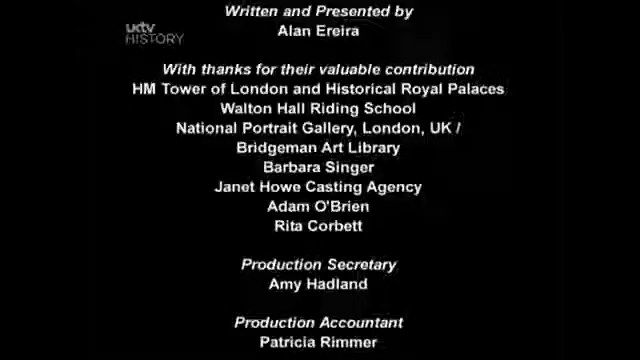 Written and Presented by
Alan Ereira
uktv
HISTORY
With thanks for their valuable contribution
HM Tower of London and Historical Royal Palaces
Walton Hall Riding School
National Portrait Gallery, London, UK /
Bridgeman Art Library
Barbara Singer
Janet Howe Casting Agency
Adam O'Brien
Rita Corbett
Production Secretary
Amy Hadland
Production Accountant
Patricia Rimmer